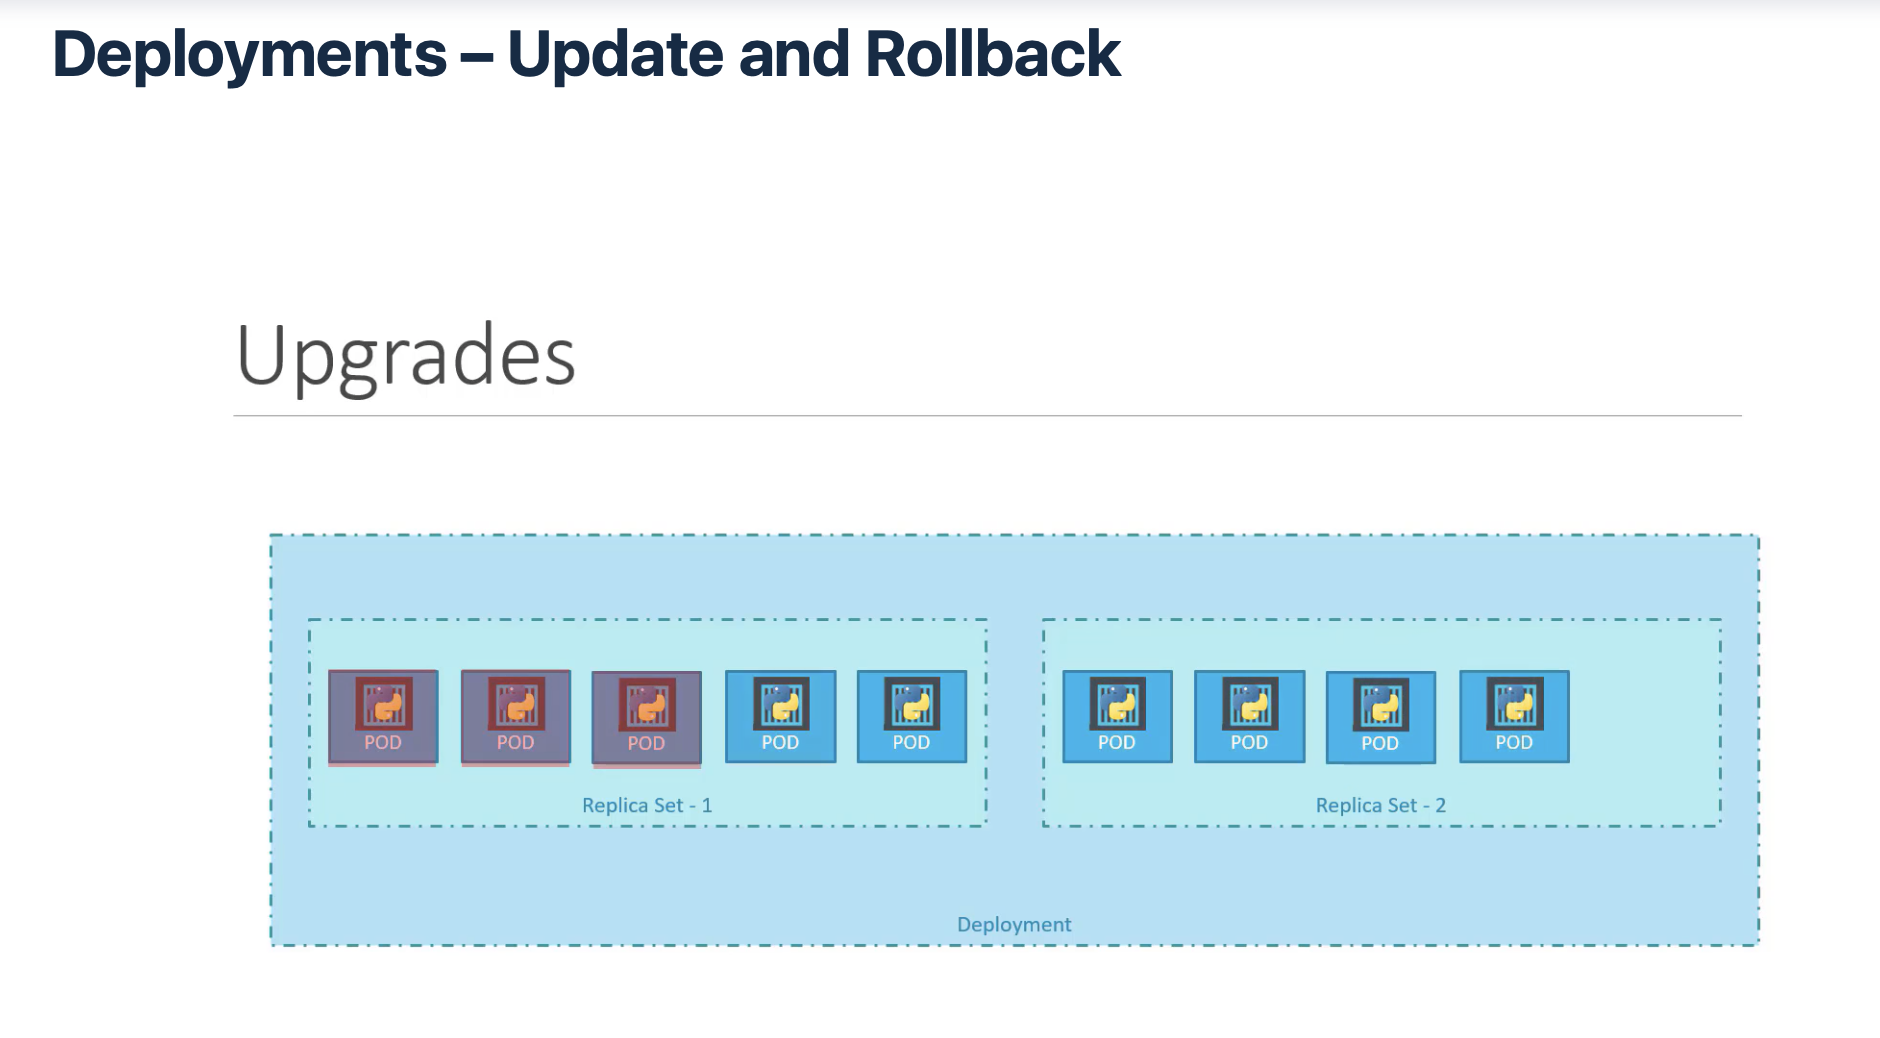 Deployments – Update and Rollback
Upgrades
POD POD POD POD POD
Replica Set - 1
POD POD POD POD
Replica Set - 2
Deployment